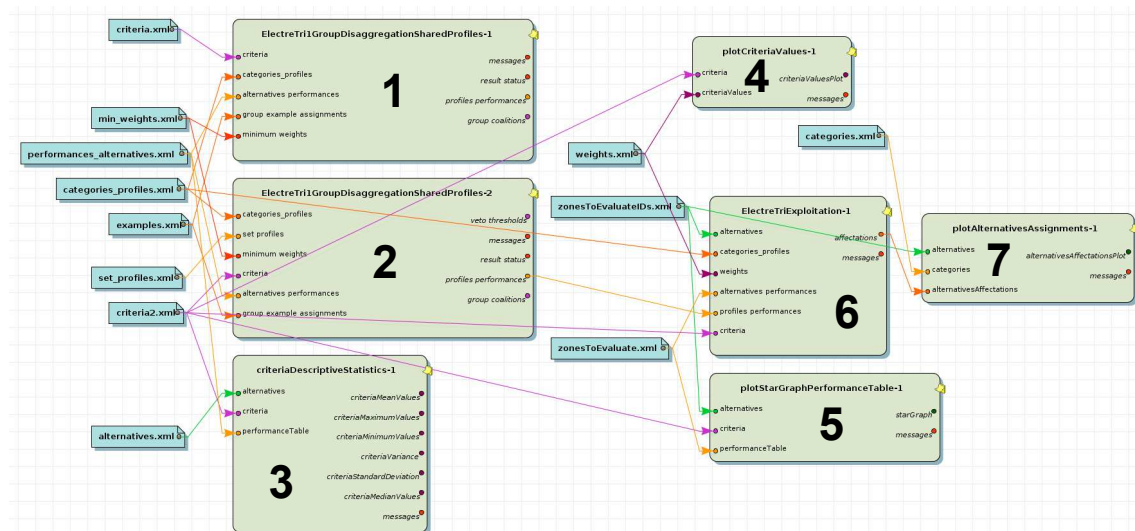 criteria.xml
min_weights.xml
performances_alternatives.xml
categories_profiles.xml
examples.xml
set_profiles.xml
criteria2.xml
alternatives.xml
ElectreTri1GroupDisaggregationSharedProfiles-1
criteria
categories_profiles
alternatives performances
group example assignments
minimum weights
1
messages
result status
profiles performances
group coalitions
ElectreTri1GroupDisaggregationSharedProfiles-2
categories_profiles
set profiles
minimum weights
criteria
alternatives performances
group example assignments
2
veto thresholds
messages
result status
profiles performances
group coalitions
criteriaDescriptiveStatistics-1
alternatives
criteria
performanceTable
3
criteriaMeanValues
criteriaMaximumValues
criteriaMinimumValues
criteriaVariance
criteriaStandardDeviation
criteriaMedianValues
messages
plotCriteriaValues-1
criteria
criteriaValues
4
criteriaValuesPlot
messages
weights.xml
categories.xml
zonesToEvaluateIDs.xml
zonesToEvaluate.xml
ElectreTriExploitation-1
alternatives
categories_profiles
weights
alternatives performances
profiles performances
criteria
6
affectations
messages
plotAlternativesAssignments-1
alternatives
categories
alternativesAffectations
7
alternativesAffectationsPlot
messages
plotStarGraphPerformanceTable-1
alternatives
criteria
performanceTable
5
starGraph
messages